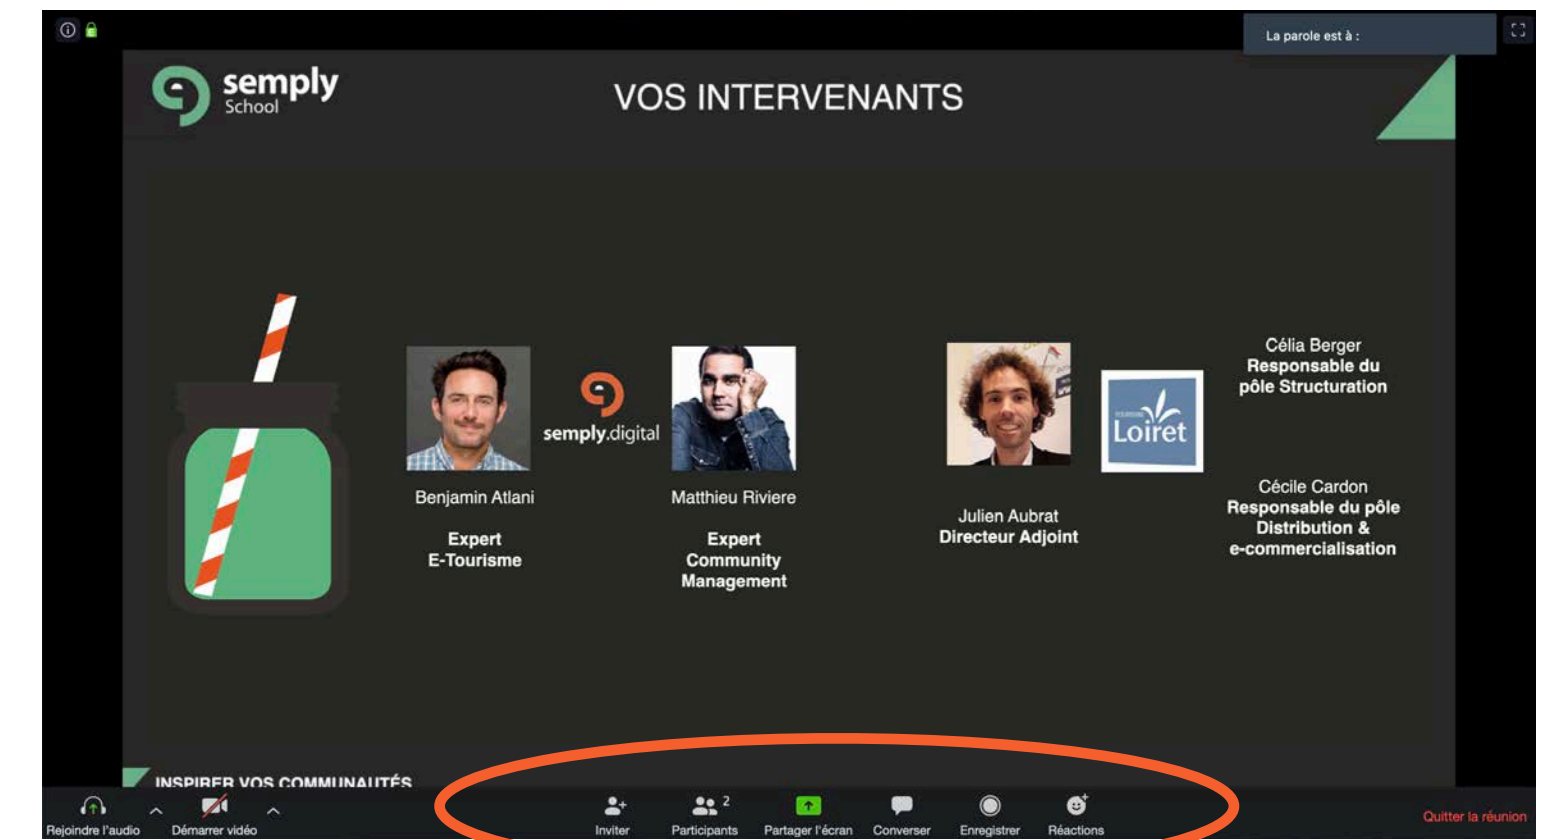 La parole est à :
semply
School
VOS INTERVENANTS
semply.digital
Benjamin Atlani
Expert
E-Tourisme
Matthieu Riviere
Expert
Community
Management
Julien Aubrat
Directeur Adjoint
TOURISME
Loiret
Célia Berger
Responsable du
pôle Structuration
Cécile Cardon
Responsable du pôle
Distribution &
e-commercialisation
INSPIRER VOS COMMUNAUTÉS
Rejoindre l'audio
Démarrer vidéo
Inviter
Participants 2
Partager l'écran
Converser
Enregistrer
Réactions
Quitter la réunion